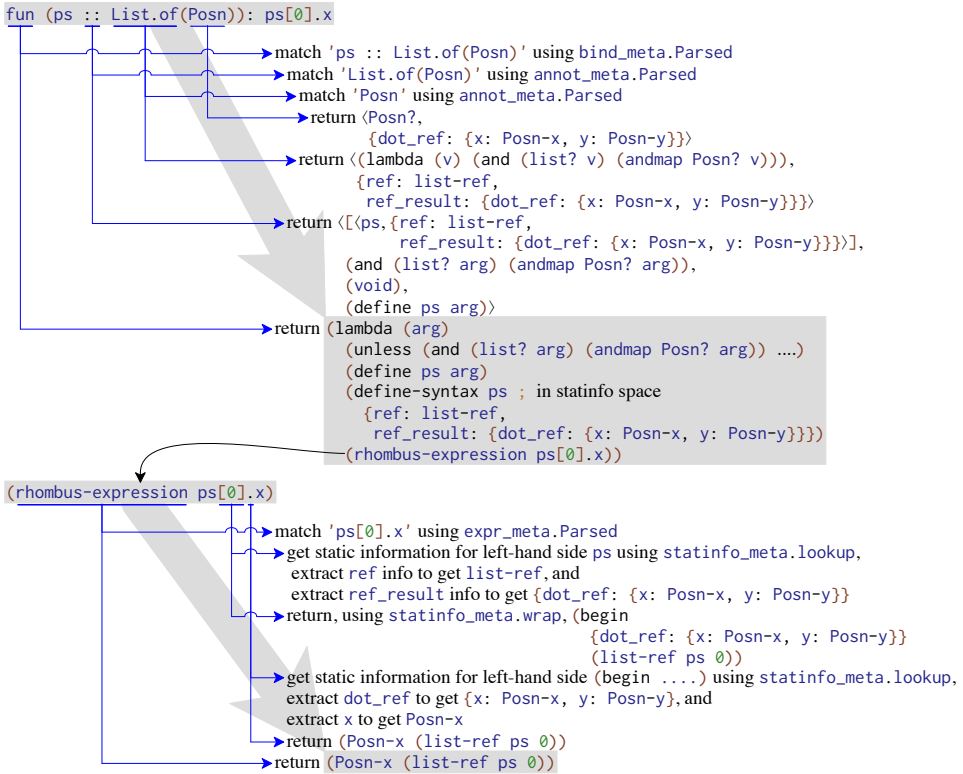 fun (ps :: List.of(Posn)): ps[0].x
match 'ps :: List.of(Posn)' using bind_meta.Parsed
match 'List.of(Posn)' using annot_meta.Parsed
match 'Posn' using annot_meta.Parsed
return ⟨Posn?,
{dot_ref: {x: Posn-x, y: Posn-y}}⟩
return ⟨(lambda (v) (and (list? v) (andmap Posn? v))),
{ref: list-ref,
ref_result: {dot_ref: {x: Posn-x, y: Posn-y}}}⟩
return ⟨[⟨ps,{ref: list-ref,
ref_result: {dot_ref: {x: Posn-x, y: Posn-y}}}⟩],
(and (list? arg) (andmap Posn? arg)),
(void),
(define ps arg)⟩
return (lambda (arg)
(unless (and (list? arg) (andmap Posn? arg)) ....)
(define ps arg)
(define-syntax ps ; in statinfo space
{ref: list-ref,
ref_result: {dot_ref: {x: Posn-x, y: Posn-y}}})
(rhombus-expression ps[0].x))
(rhombus-expression ps[0].x)
match 'ps[0].x' using expr_meta.Parsed
get static information for left-hand side ps using statinfo_meta.lookup,
extract ref info to get list-ref, and
extract ref_result info to get {dot_ref: {x: Posn-x, y: Posn-y}}
return, using statinfo_meta.wrap, (begin
{dot_ref: {x: Posn-x, y: Posn-y}}
(list-ref ps 0))
get static information for left-hand side (begin ....) using statinfo_meta.lookup,
extract dot_ref to get {x: Posn-x, y: Posn-y}, and
extract x to get Posn-x
return (Posn-x (list-ref ps 0))
return (Posn-x (list-ref ps 0))